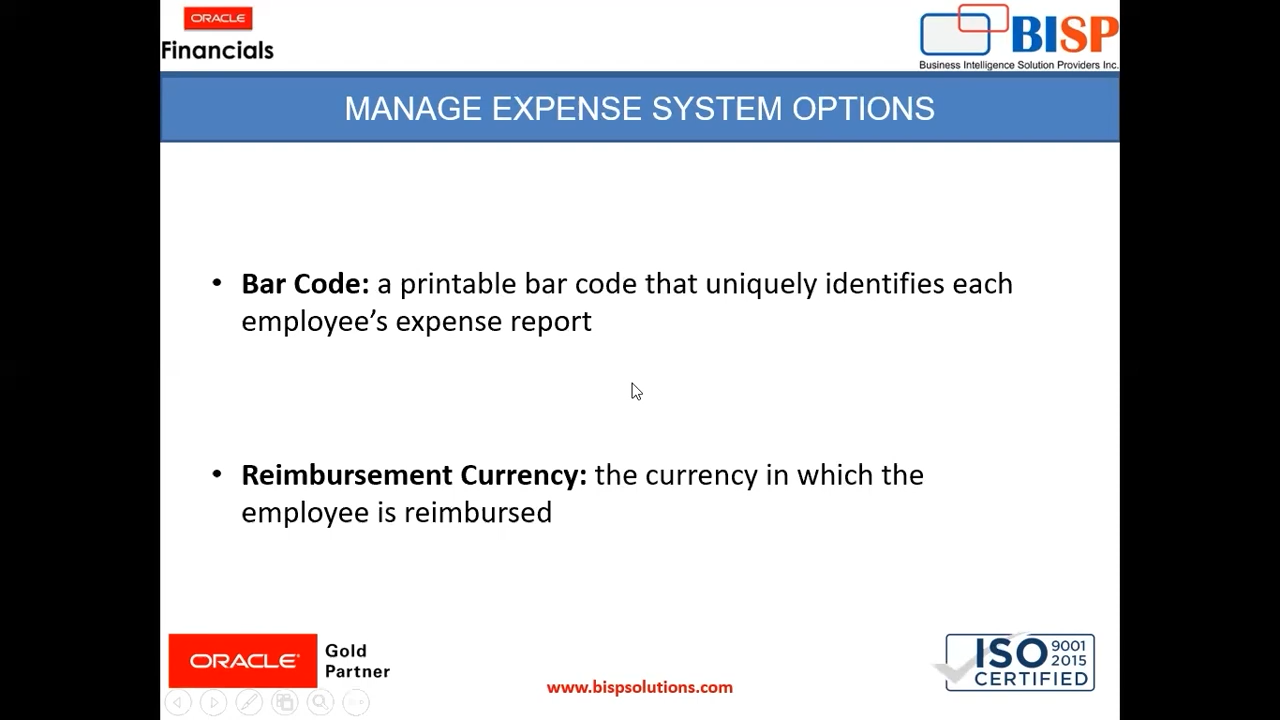 ORACLE
Financials
BISP
Business Intelligence Solution Providers Inc.
MANAGE EXPENSE SYSTEM OPTIONS
• Bar Code: a printable bar code that uniquely identifies each
employee’s expense report
• Reimbursement Currency: the currency in which the
employee is reimbursed
ORACLE®
Gold
Partner
www.bispsolutions.com
ISO 9001
2015
CERTIFIED